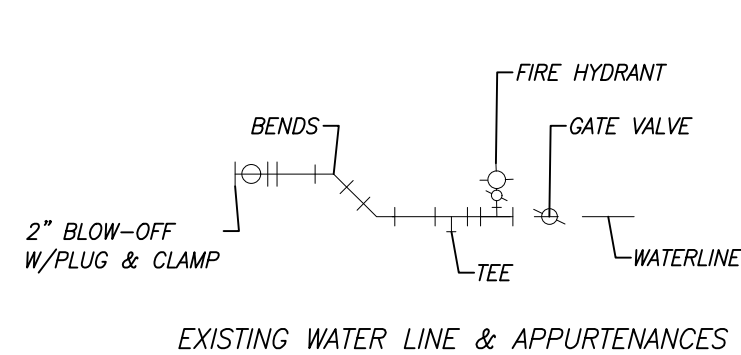 FIRE HYDRANT
BENDS
GATE VALVE
2" BLOW-OFF
W/PLUG & CLAMP
WATERLINE
TEE
EXISTING WATER LINE & APPURTENANCES